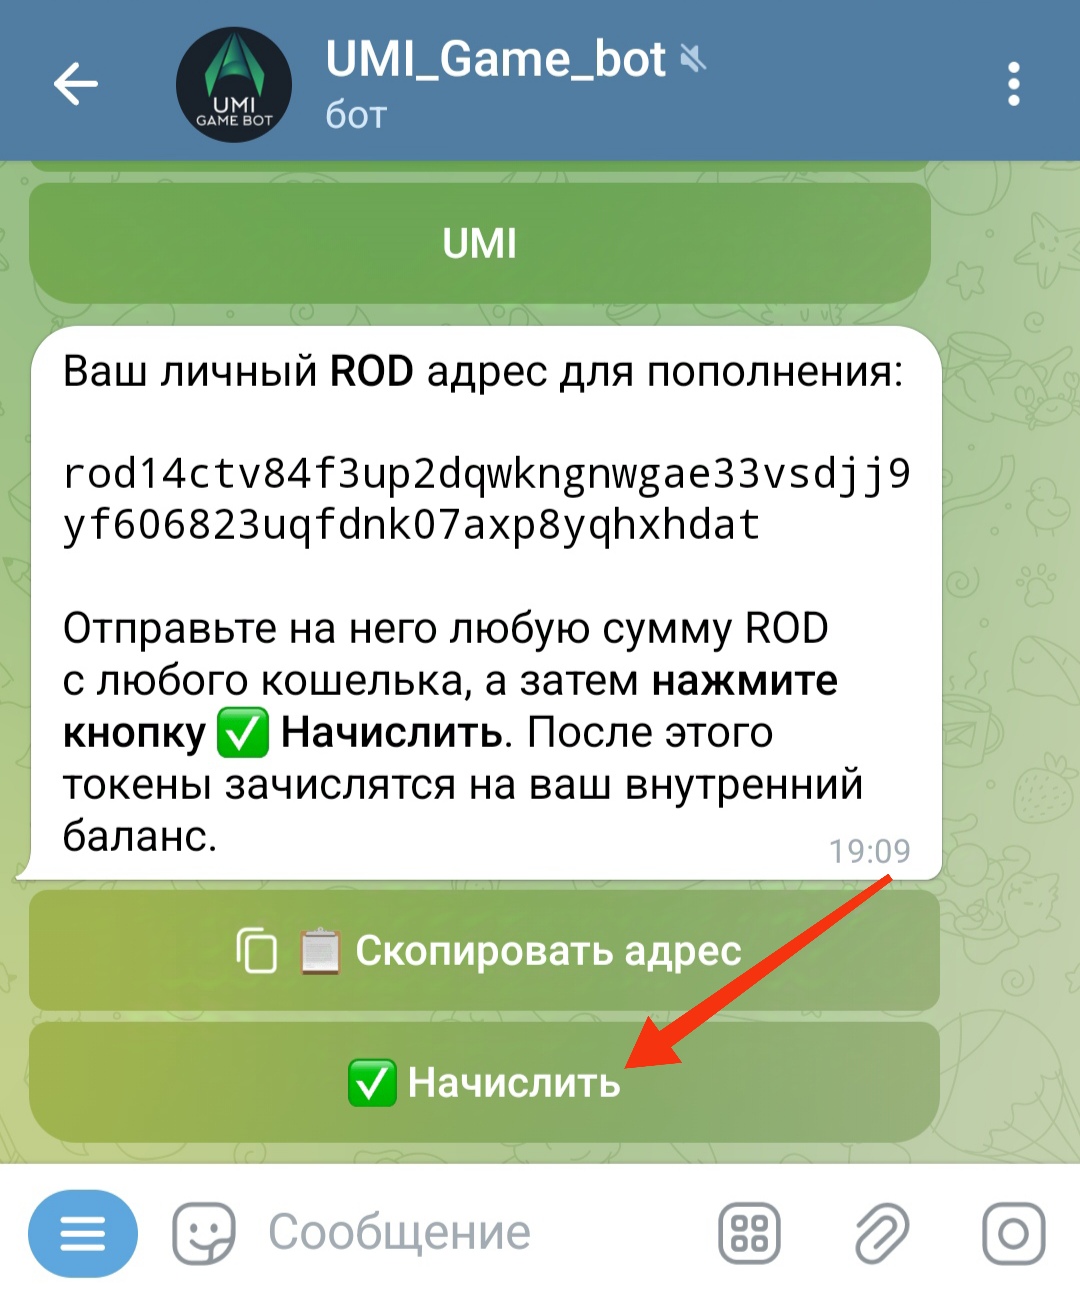 UMI_Game_bot
бот
UMI
GAME BOT
UMI
Ваш личный ROD адрес для пополнения:
rod14ctv84f3up2dqwkngnwgae33vsdjj9
yf606823uqfdnk07axp8yqhxhdat
Отправьте на него любую сумму ROD
с любого кошелька, а затем нажмите
кнопку ✅ Начислить. После этого
токены зачислятся на ваш внутренний
баланс.
19:09
Скопировать адрес
✅ Начислить
Сообщение